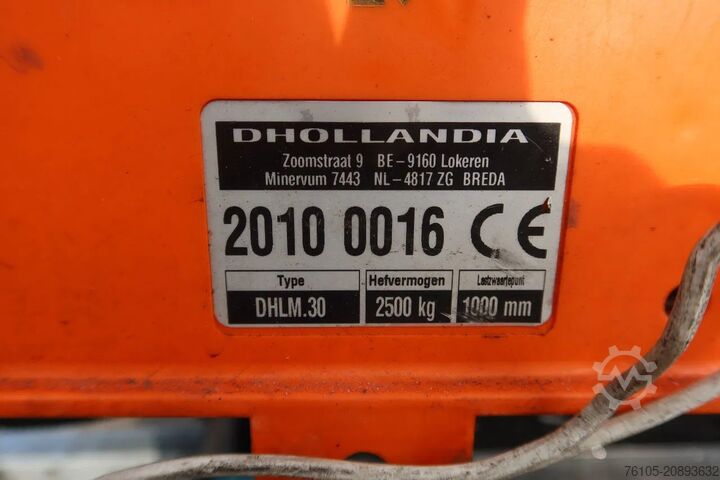 DHOLLANDIA
Zoomstraat 9 BE-9160 Lokeren
Minervum 7443 NL-4817 ZG BREDA
2010 0016 CE
Type Hefvermogen Lastzwaartepunt
DHLM.30 2500 kg 1000 mm
76105-20893632